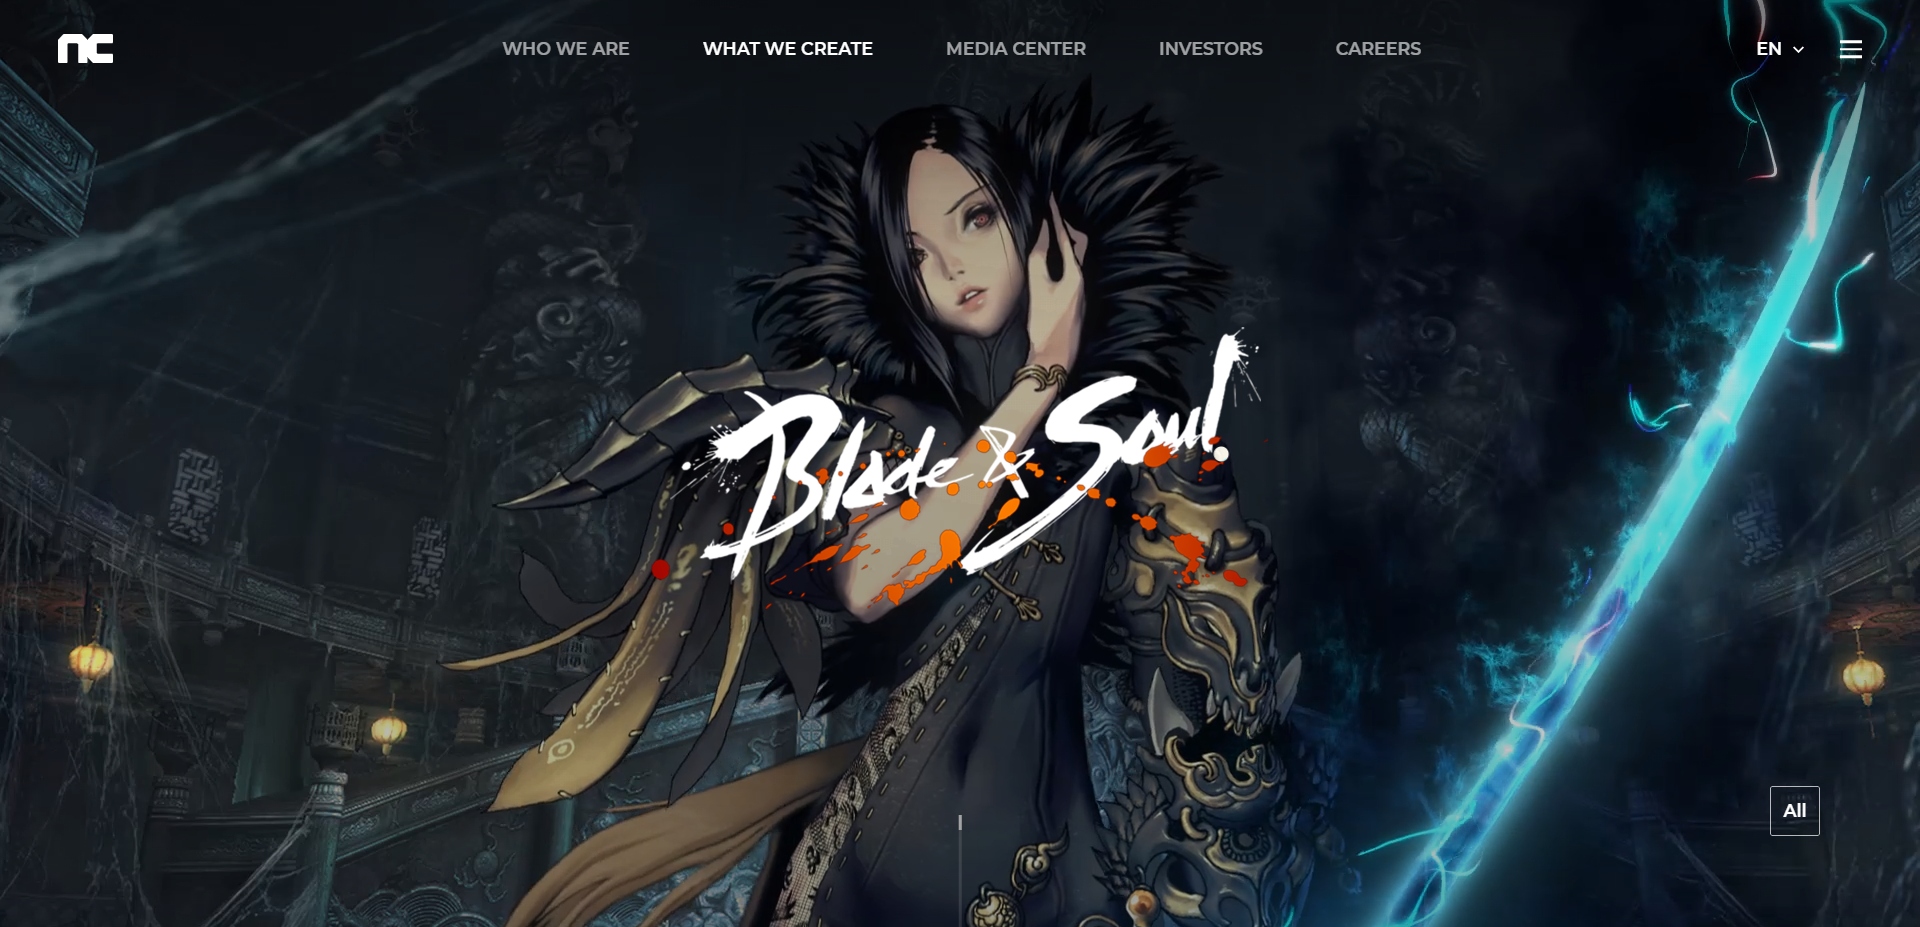 nc
WHO WE ARE
WHAT WE CREATE
MEDIA CENTER
INVESTORS
CAREERS
EN
Blade & Soul
All